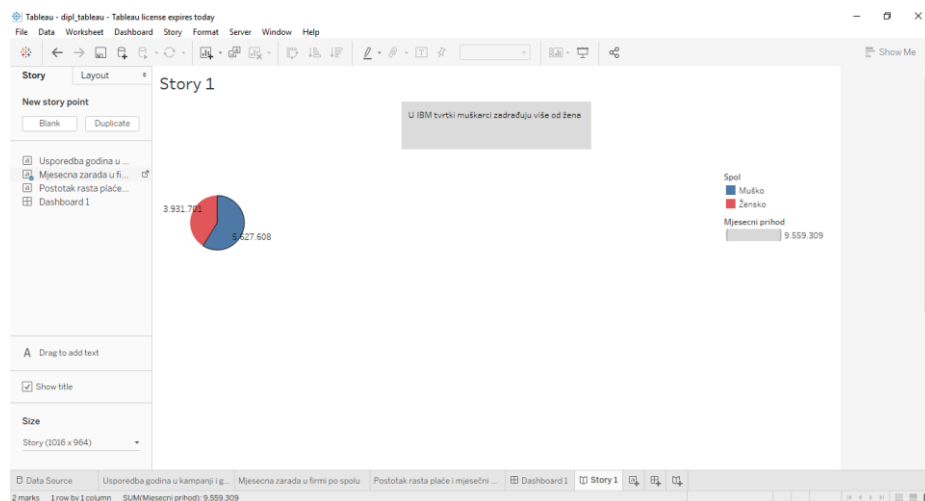 Tableau - dipl_tableau - Tableau license expires today
File Data Worksheet Dashboard Story Format Server Window Help
Show Me
Story Layout
New story point
Blank Duplicate
Usporedba godina u ...
Mjesecna zarada u fi...
Postotak rasta plaće...
Dashboard 1
A Drag to add text
Show title
Size
Story (1016 x 964)
Story 1
U IBM tvrtki muškarci zadrađuju više od žena
3.931.701
5.627.608
Spol
Muško
Žensko
Mjesecni prihod
9.559.309
Data Source Usporedba godina u kampanji i g... Mjesecna zarada u firmi po spolu Postotak rasta plaće i mjesečni ... Dashboard 1 Story 1
2 marks 1 row by 1 column SUM(Mjesecni prihod): 9.559.309